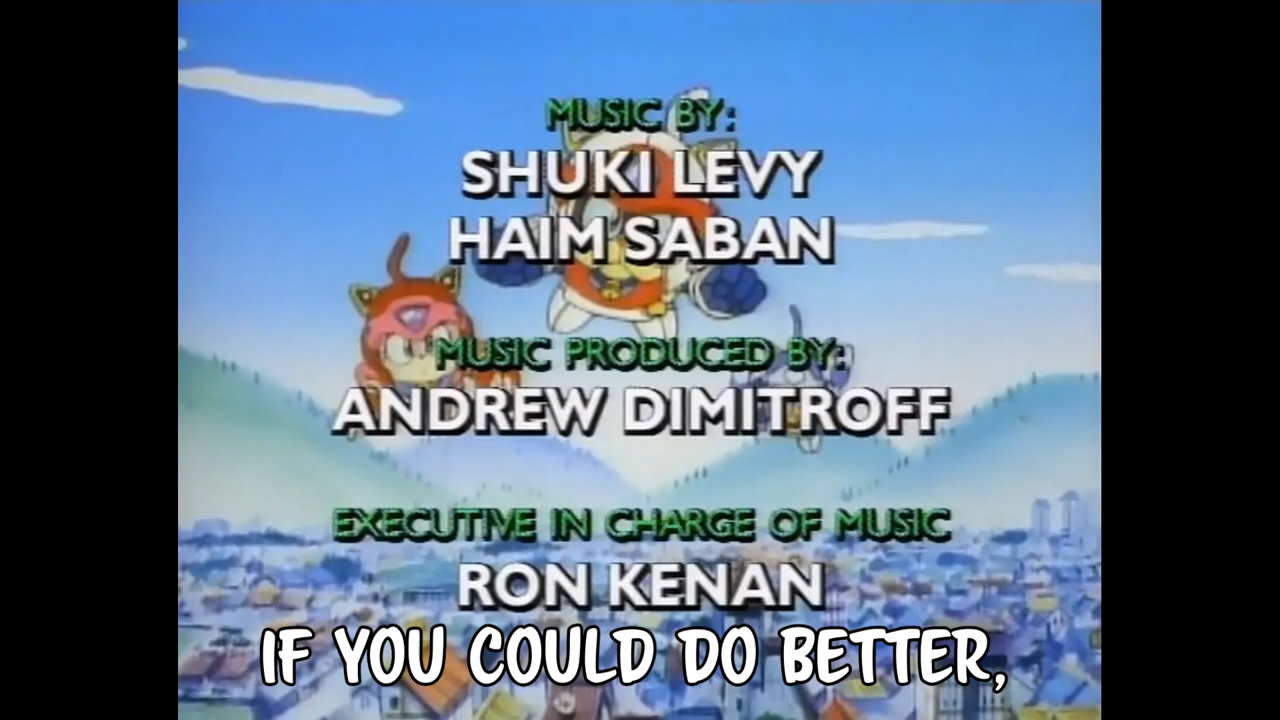 MUSIC BY:
SHUKI LEVY
HAIM SABAN
MUSIC PRODUCED BY:
ANDREW DIMITROFF
EXECUTIVE IN CHARGE OF MUSIC
RON KENAN
IF YOU COULD DO BETTER,